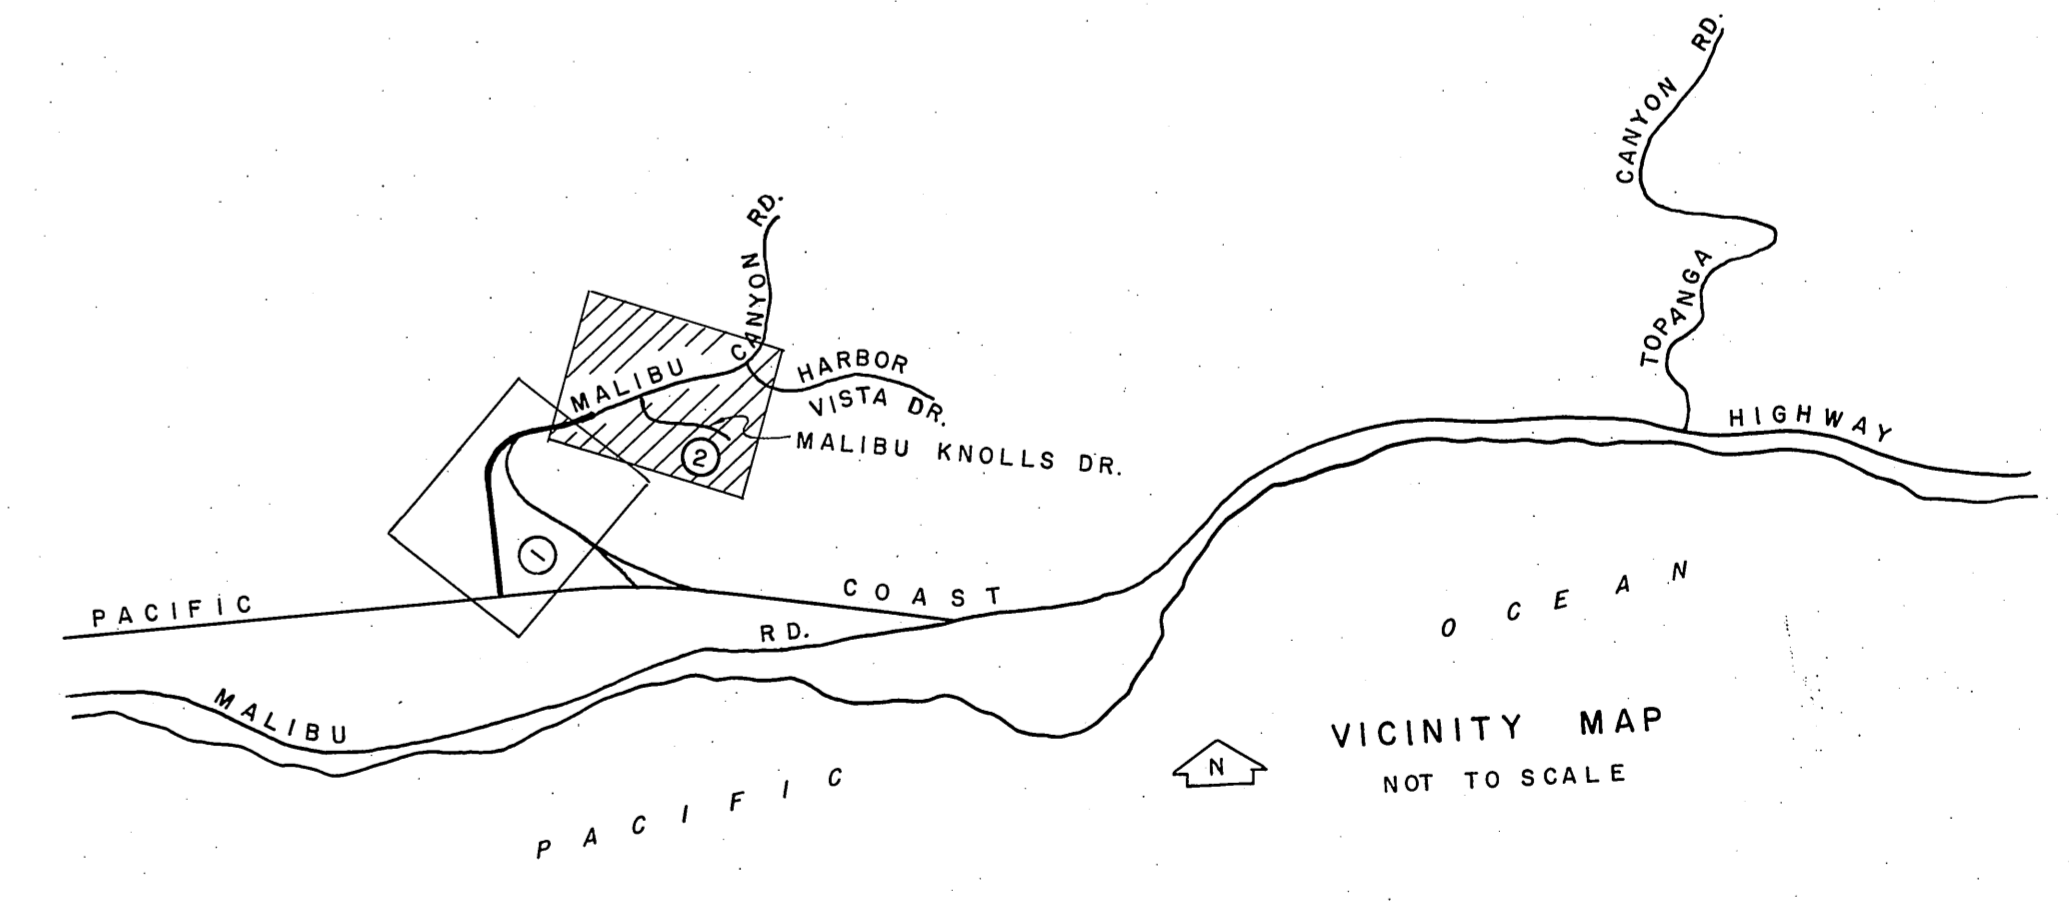 TOPANGA CANYON RD.
MALIBU CANYON RD.
HARBOR
VISTA DR.
MALIBU KNOLLS DR.
2
1
PACIFIC COAST HIGHWAY
MALIBU RD.
PACIFIC OCEAN
N
VICINITY MAP
NOT TO SCALE